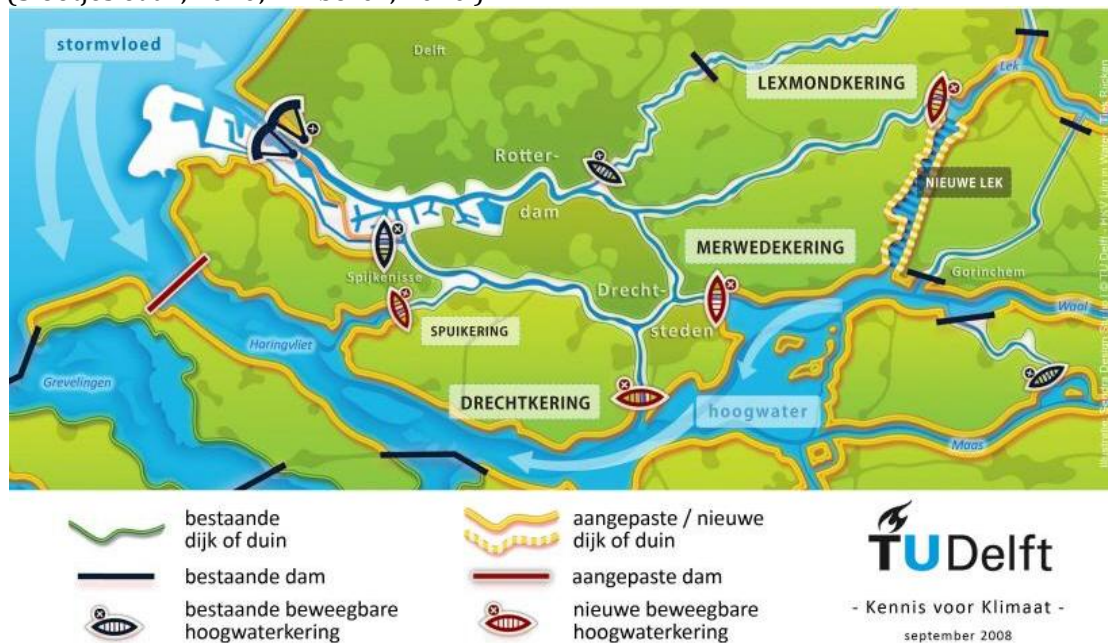 stormvloed
Delft
LEXMONDKERING
Lek
Rotter-
dam
NIEUWE LEK
MERWEDEKERING
Gorinchem
Spijkenisse
Drecht-
steden
Waal
SPUIKERING
Haringvliet
Grevelingen
DRECHTKERING
hoogwater
Maas
bestaande
dijk of duin
aangepaste / nieuwe
dijk of duin
bestaande dam
aangepaste dam
bestaande beweegbare
hoogwaterkering
nieuwe beweegbare
hoogwaterkering
TU Delft
- Kennis voor Klimaat -
september 2008